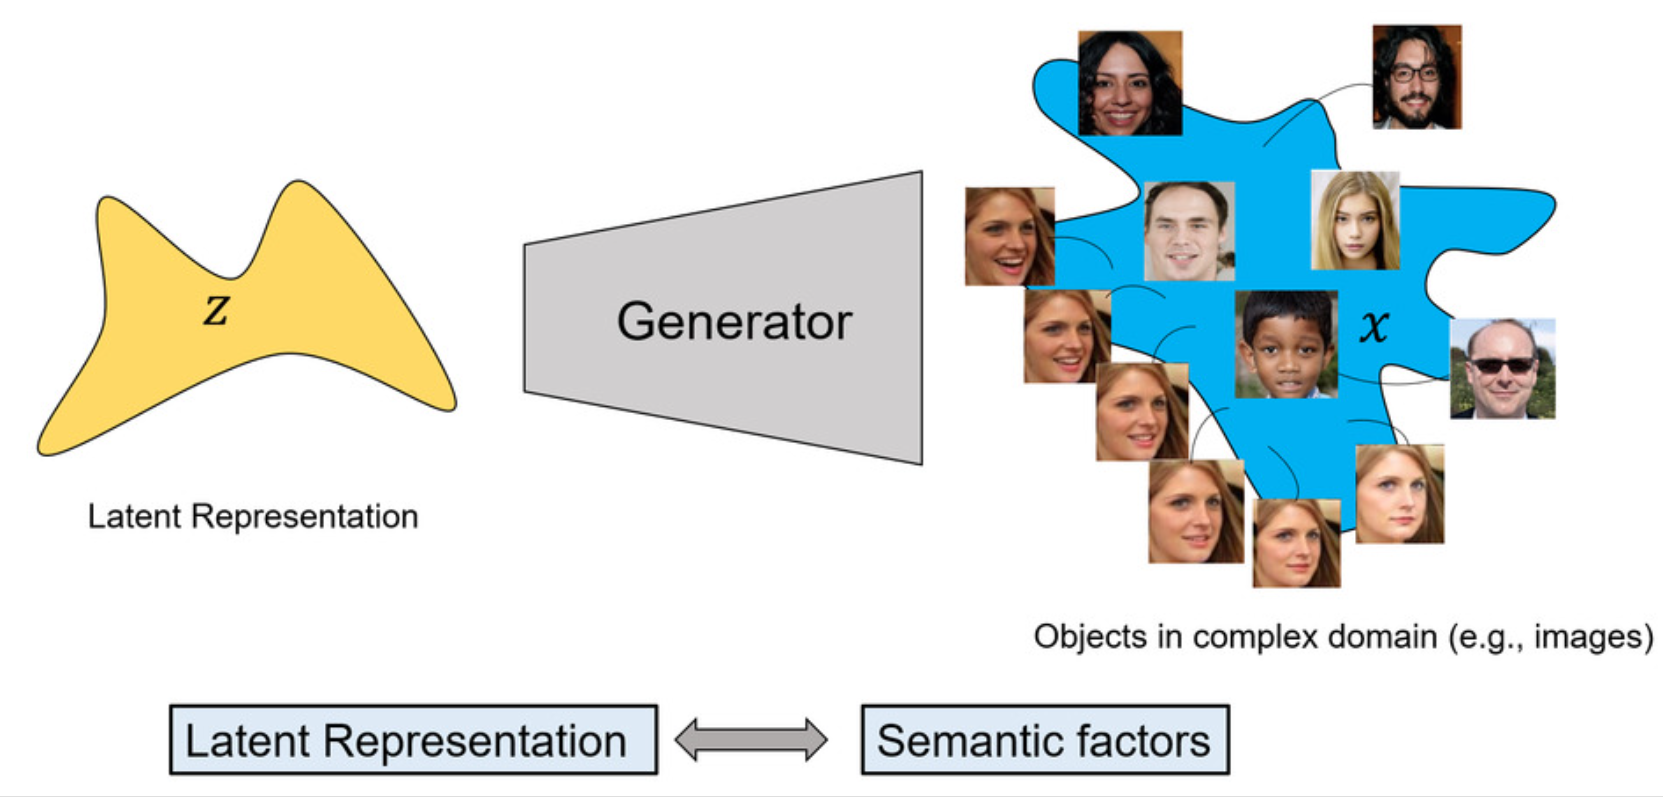 z
Latent Representation
Generator
x
Objects in complex domain (e.g., images)
Latent Representation
Semantic factors